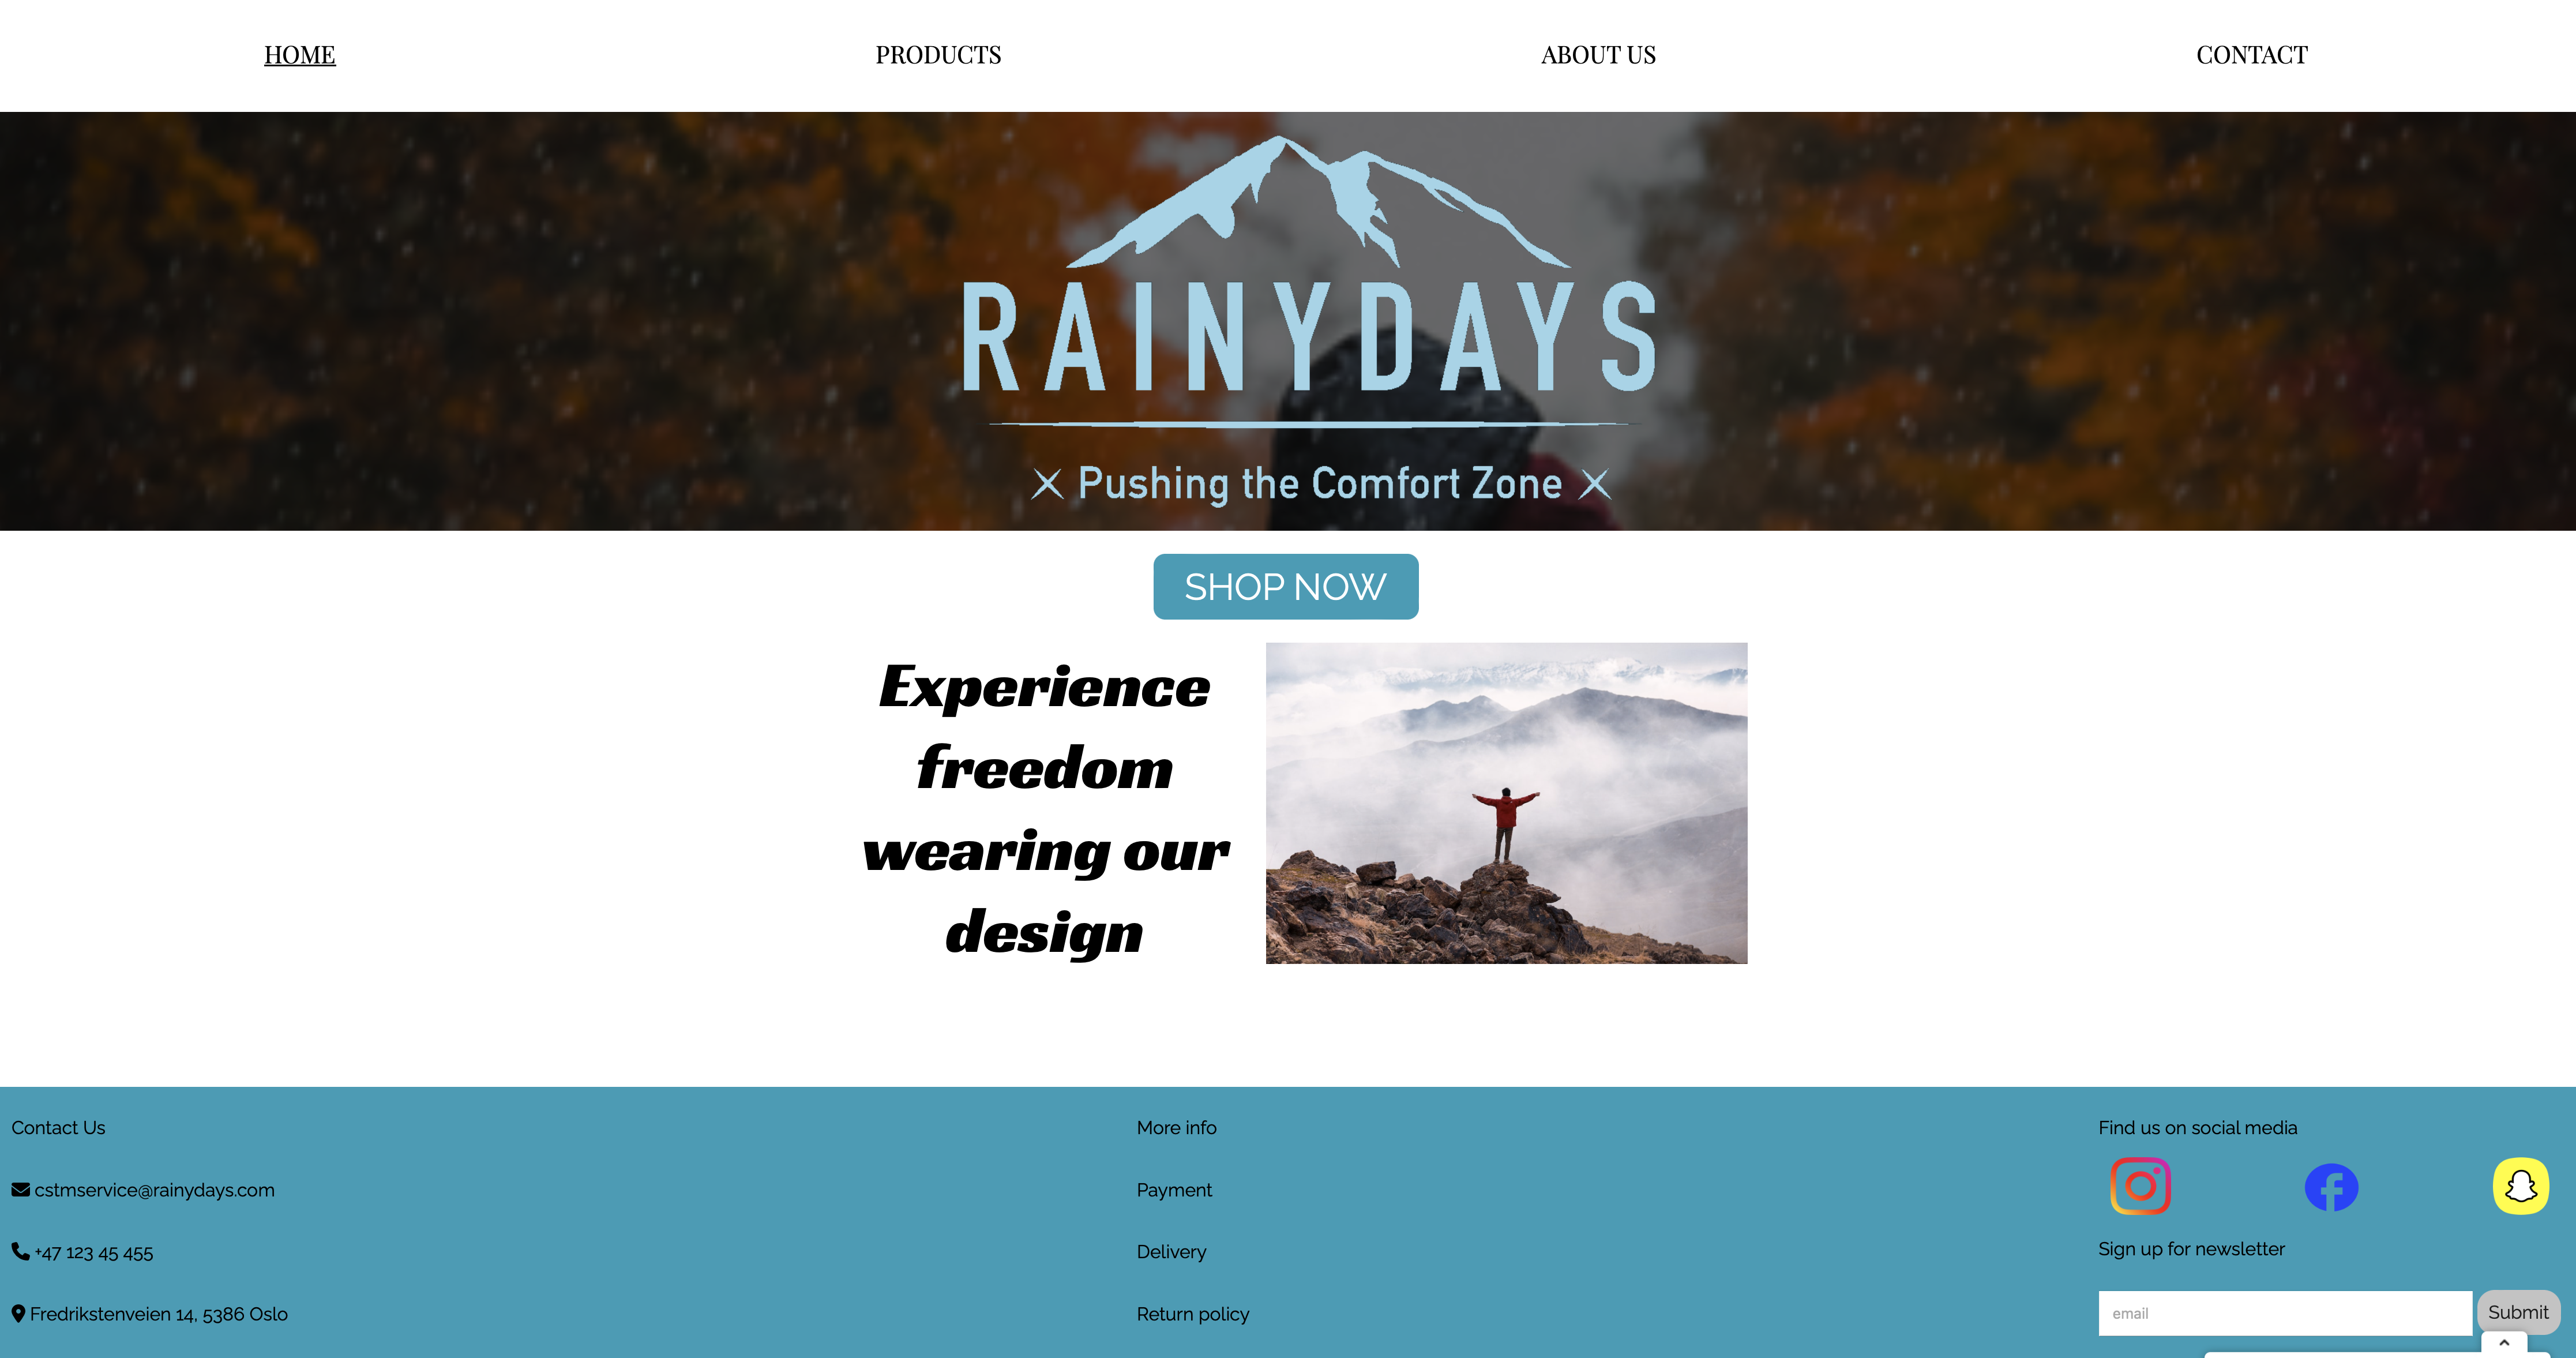 HOME
PRODUCTS
ABOUT US
CONTACT
RAINYDAYS
Pushing the Comfort Zone
SHOP NOW
Experience
freedom
wearing our
design
Contact Us
cstmservice@rainydays.com
+47 123 45 455
Fredrikstenveien 14, 5386 Oslo
More info
Payment
Delivery
Return policy
Find us on social media
Sign up for newsletter
email
Submit